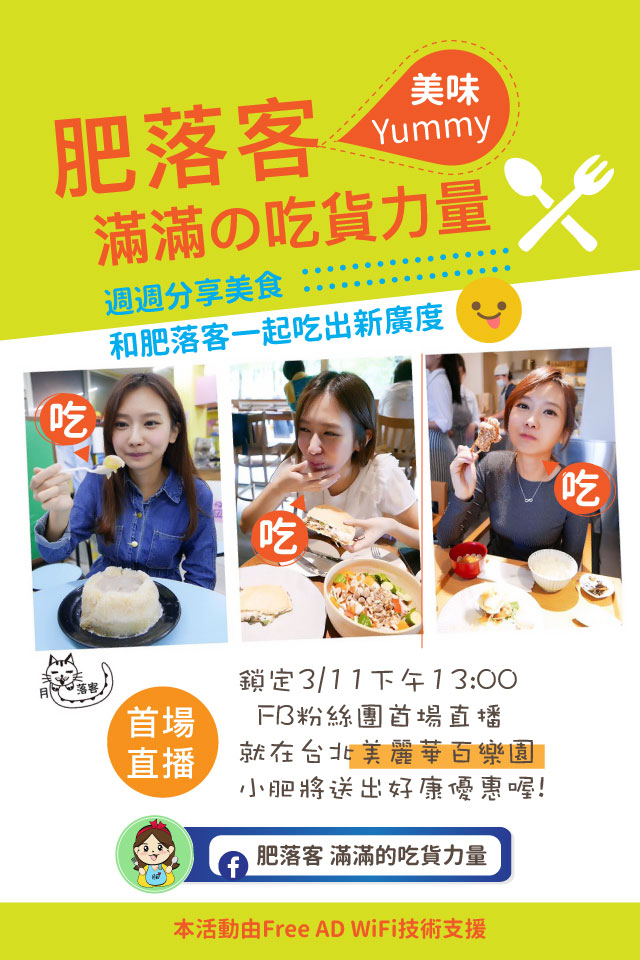 美味
Yummy
肥落客
滿滿の吃貨力量
週週分享美食
和肥落客一起吃出新廣度
吃
吃
吃
月巴落客
首場
直播
鎖定3/11下午13:00
FB粉絲團首場直播
就在台北美麗華百樂園
小肥將送出好康優惠喔!
f 肥落客 滿滿的吃貨力量
本活動由Free AD WiFi技術支援